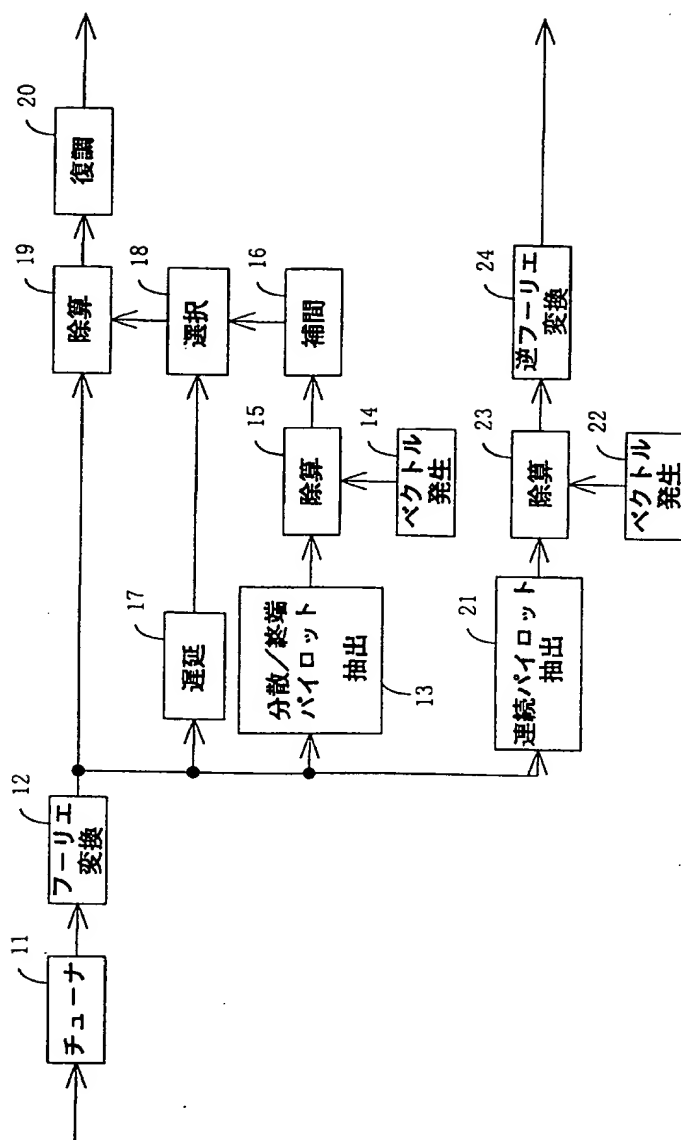 11
チューナ
12
フーリエ
変換
19
除算
20
復調
17
遅延
18
選択
13
分散／終端
パイロット
抽出
15
除算
16
補間
14
ベクトル
発生
21
連続パイロット
抽出
23
除算
24
逆フーリエ
変換
22
ベクトル
発生